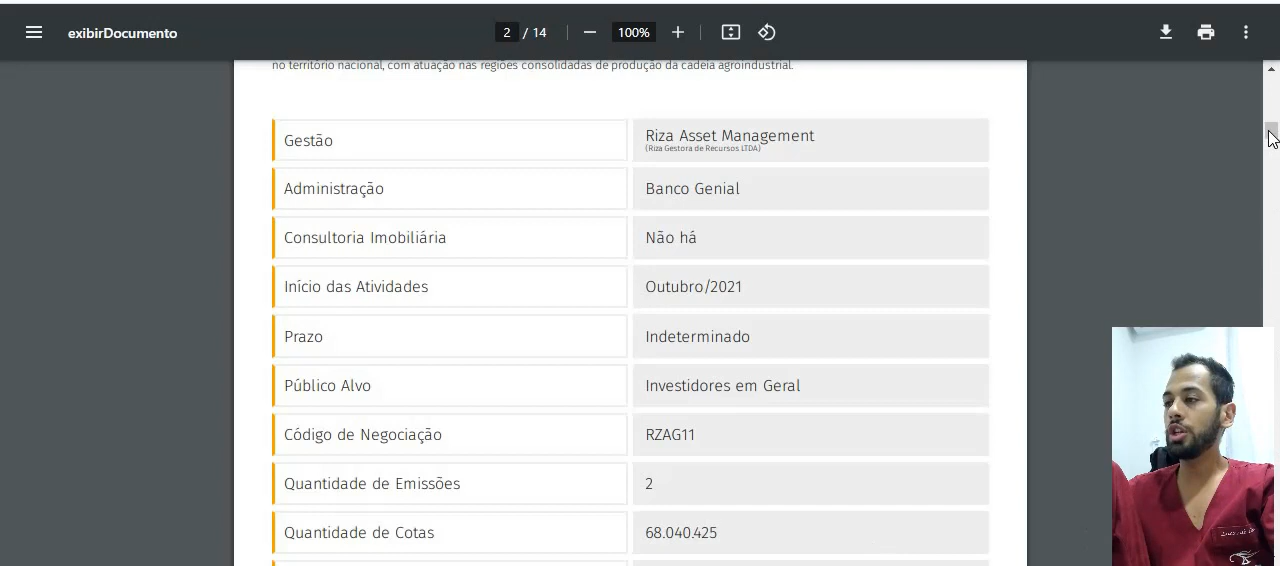 exibirDocumento
2 / 14
100%
no território nacional, com atuação nas regiões consolidadas de produção da cadeia agroindustrial.
Gestão
Riza Asset Management
(Riza Gestora de Recursos LTDA)
Administração
Banco Genial
Consultoria Imobiliária
Não há
Início das Atividades
Outubro/2021
Prazo
Indeterminado
Público Alvo
Investidores em Geral
Código de Negociação
RZAG11
Quantidade de Emissões
2
Quantidade de Cotas
68.040.425